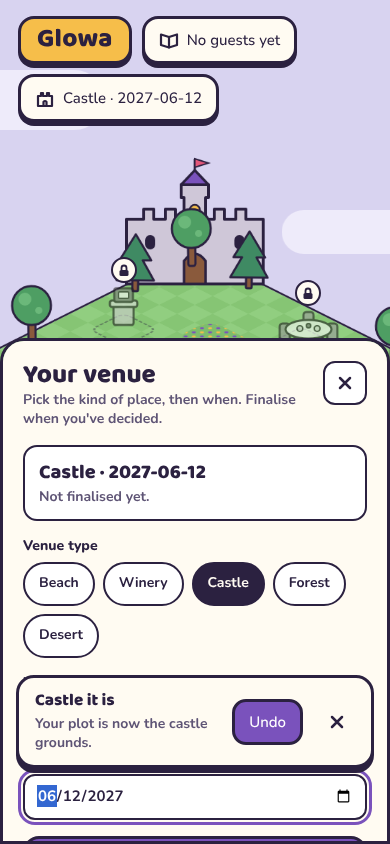 Glowa
No guests yet
Castle · 2027-06-12
Your venue
Pick the kind of place, then when. Finalise
when you've decided.
Castle · 2027-06-12
Not finalised yet.
Venue type
Beach
Winery
Castle
Forest
Desert
Castle it is
Your plot is now the castle
grounds.
Undo
06/12/2027